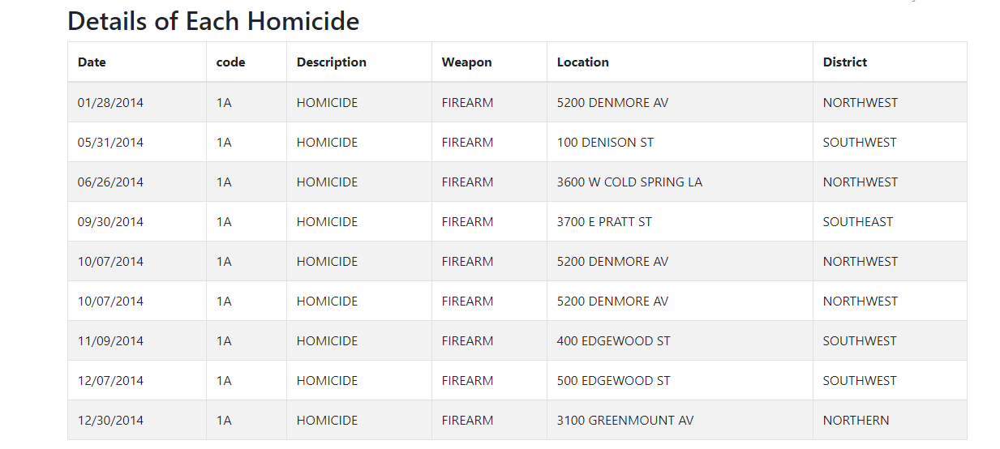 Details of Each Homicide
Date code Description Weapon Location District
01/28/2014 1A HOMICIDE FIREARM 5200 DENMORE AV NORTHWEST
05/31/2014 1A HOMICIDE FIREARM 100 DENISON ST SOUTHWEST
06/26/2014 1A HOMICIDE FIREARM 3600 W COLD SPRING LA NORTHWEST
09/30/2014 1A HOMICIDE FIREARM 3700 E PRATT ST SOUTHEAST
10/07/2014 1A HOMICIDE FIREARM 5200 DENMORE AV NORTHWEST
10/07/2014 1A HOMICIDE FIREARM 5200 DENMORE AV NORTHWEST
11/09/2014 1A HOMICIDE FIREARM 400 EDGEWOOD ST SOUTHWEST
12/07/2014 1A HOMICIDE FIREARM 500 EDGEWOOD ST SOUTHWEST
12/30/2014 1A HOMICIDE FIREARM 3100 GREENMOUNT AV NORTHERN